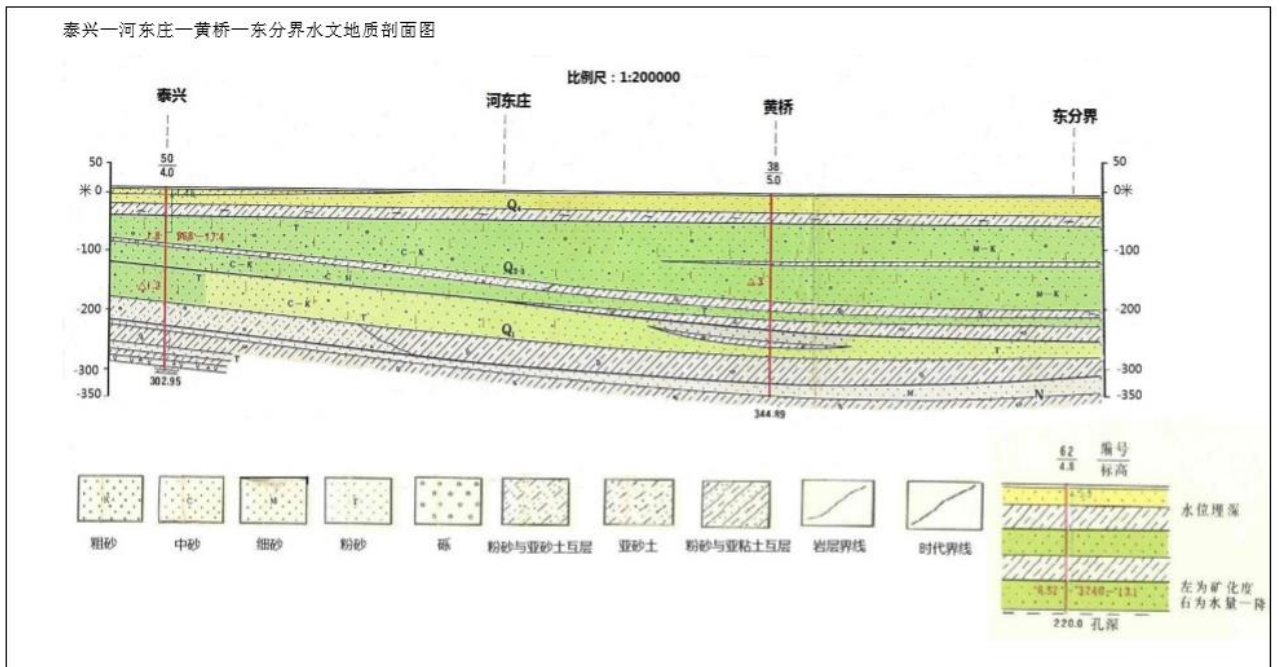 泰兴—河东庄—黄桥—东分界水文地质剖面图
比例尺：1:200000
泰兴
河东庄
黄桥
东分界
50
4.0
38
5.0
50
米 0
-100
-200
-300
-350
50
0米
-100
-200
-300
-350
Q₄
T
C-K
C-K
C-M
C-K
T
T
Q₂₋₃
Q₁
M-K
M-K
T
T
M
N
△3
302.95
344.89
K
C
M
T
粗砂
中砂
细砂
粉砂
砾
粉砂与亚砂土互层
亚砂土
粉砂与亚粘土互层
岩层界线
时代界线
62 编号
4.8 标高
水位埋深
左为矿化度
右为水量—降
220.0 孔深